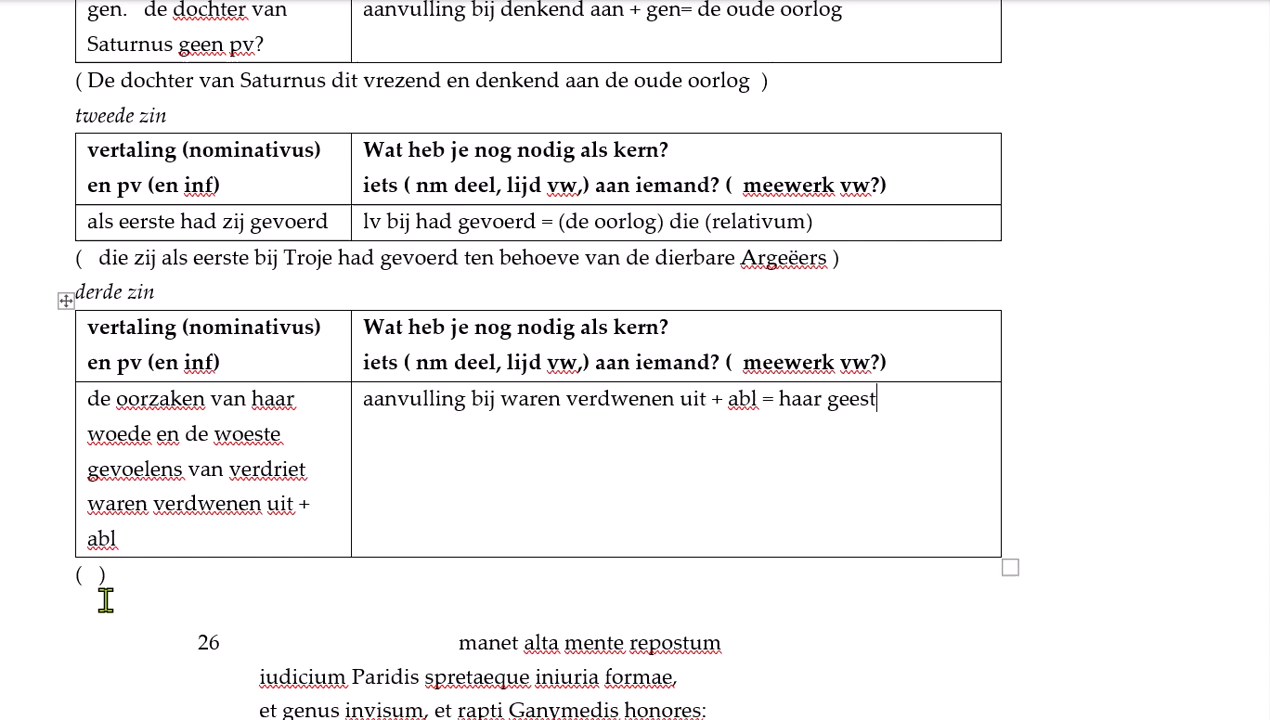 gen. de dochter van
Saturnus geen pv?
aanvulling bij denkend aan + gen= de oude oorlog
( De dochter van Saturnus dit vrezend en denkend aan de oude oorlog )
tweede zin
vertaling (nominativus)
en pv (en inf)
Wat heb je nog nodig als kern?
iets ( nm deel, lijd vw,) aan iemand? ( meewerk vw?)
als eerste had zij gevoerd
lv bij had gevoerd = (de oorlog) die (relativum)
( die zij als eerste bij Troje had gevoerd ten behoeve van de dierbare Argeëers )
derde zin
vertaling (nominativus)
en pv (en inf)
Wat heb je nog nodig als kern?
iets ( nm deel, lijd vw,) aan iemand? ( meewerk vw?)
de oorzaken van haar
woede en de woeste
gevoelens van verdriet
waren verdwenen uit +
abl
aanvulling bij waren verdwenen uit + abl = haar geest
( )
26 manet alta mente repostum
iudicium Paridis spretaeque iniuria formae,
et genus invisum, et rapti Ganymedis honores: